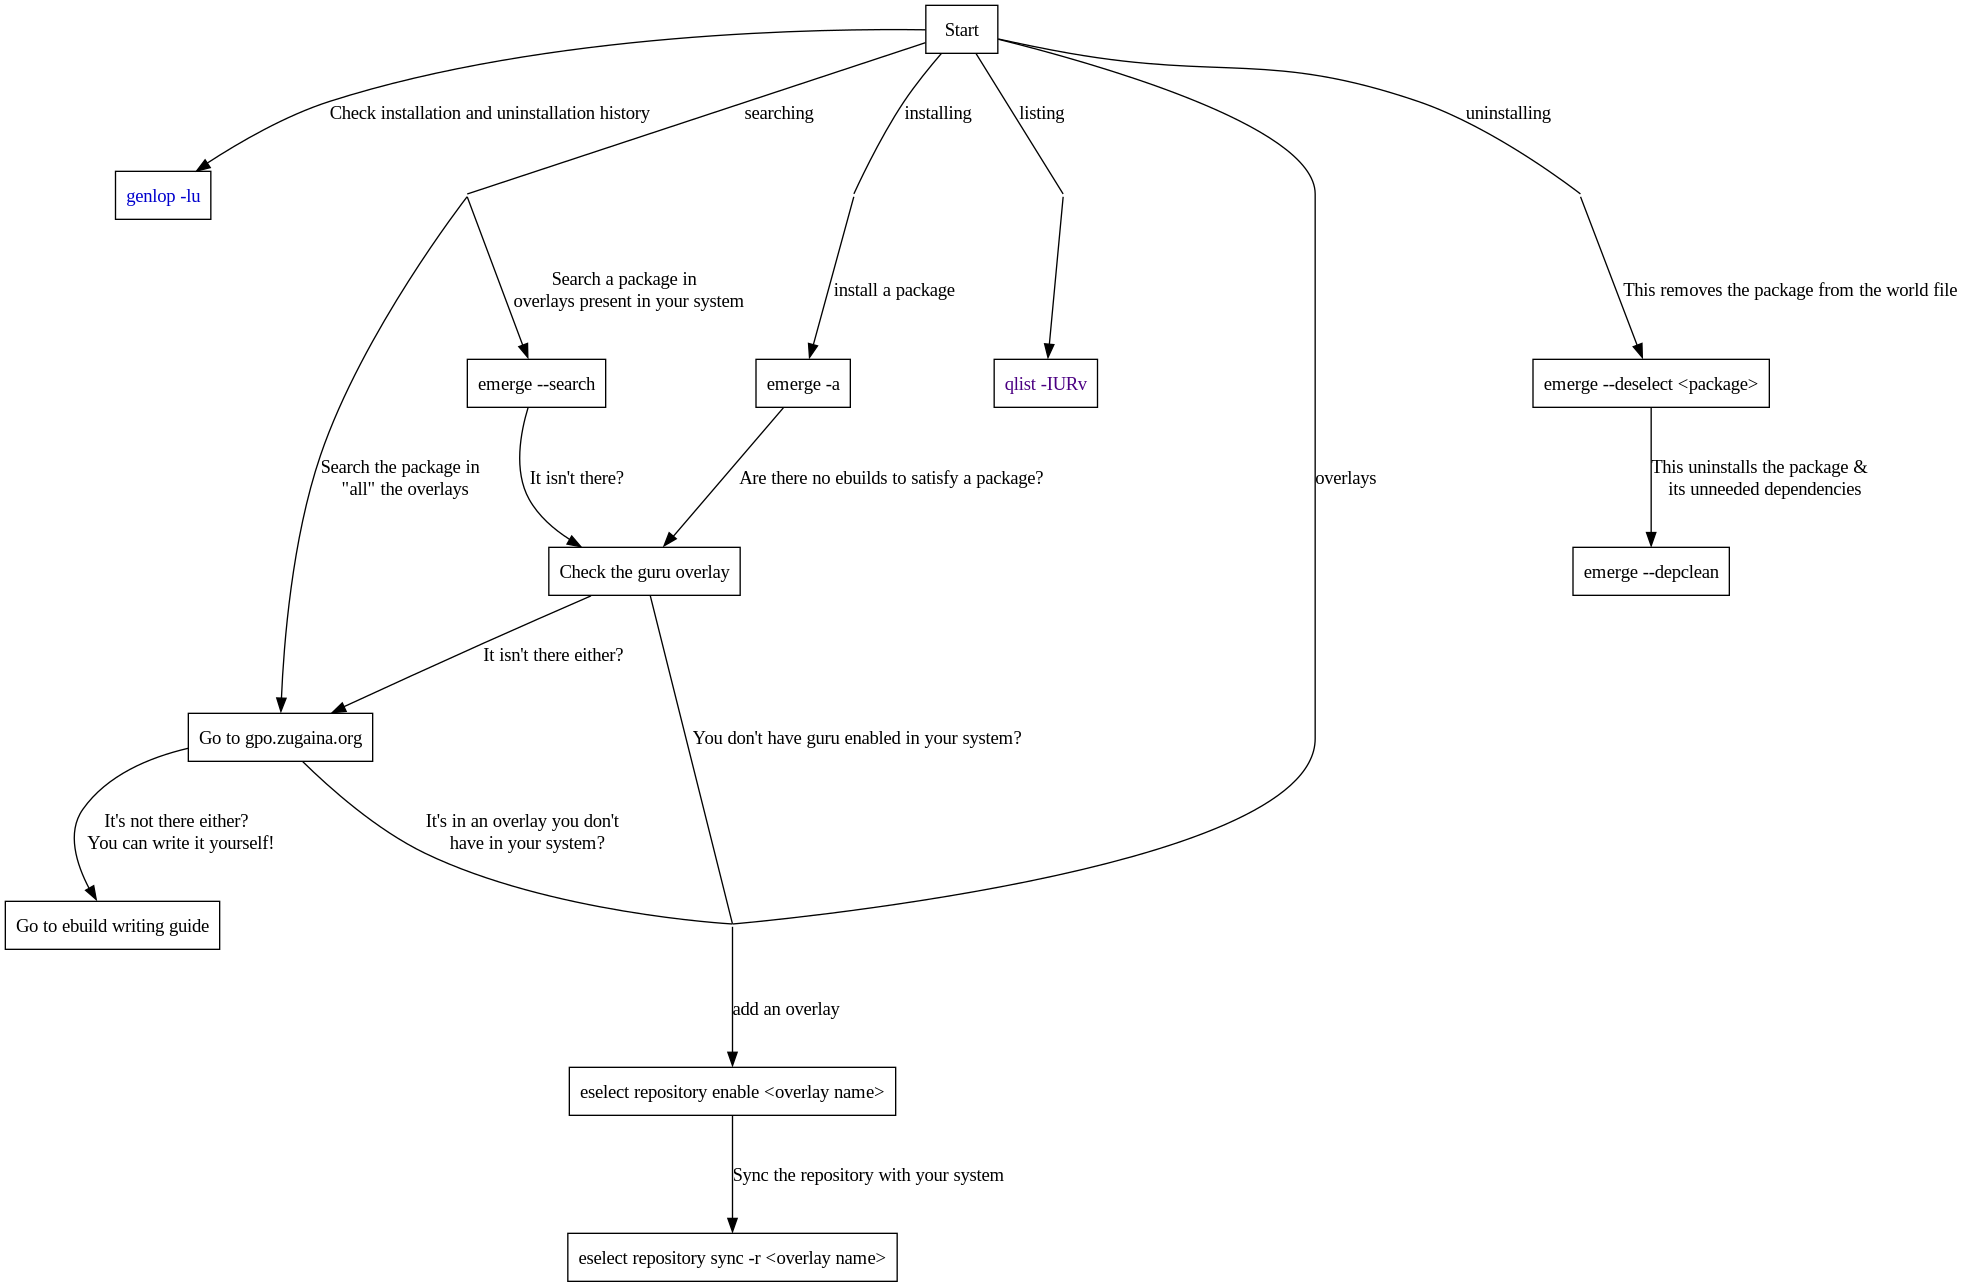 Start
Check installation and uninstallation history
searching
installing
listing
uninstalling
genlop -lu
Search a package in
overlays present in your system
install a package
This removes the package from the world file
emerge --search
emerge -a
qlist -IURv
emerge --deselect <package>
Search the package in
"all" the overlays
It isn't there?
Are there no ebuilds to satisfy a package?
overlays
This uninstalls the package &
its unneeded dependencies
Check the guru overlay
emerge --depclean
It isn't there either?
Go to gpo.zugaina.org
You don't have guru enabled in your system?
It's not there either?
You can write it yourself!
It's in an overlay you don't
have in your system?
Go to ebuild writing guide
add an overlay
eselect repository enable <overlay name>
Sync the repository with your system
eselect repository sync -r <overlay name>